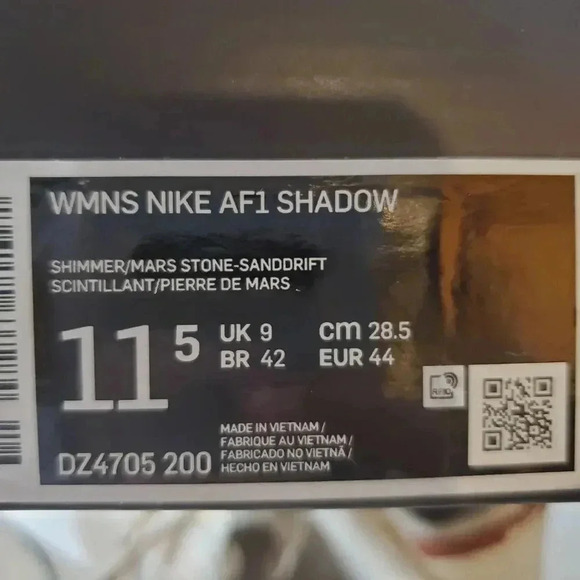 WMNS NIKE AF1 SHADOW
SHIMMER/MARS STONE-SANDDRIFT
SCINTILLANT/PIERRE DE MARS
11 5
UK 9 cm 28.5
BR 42 EUR 44
MADE IN VIETNAM /
FABRIQUE AU VIETNAM /
FABRICADO NO VIETNÃ /
HECHO EN VIETNAM
DZ4705 200
RFID